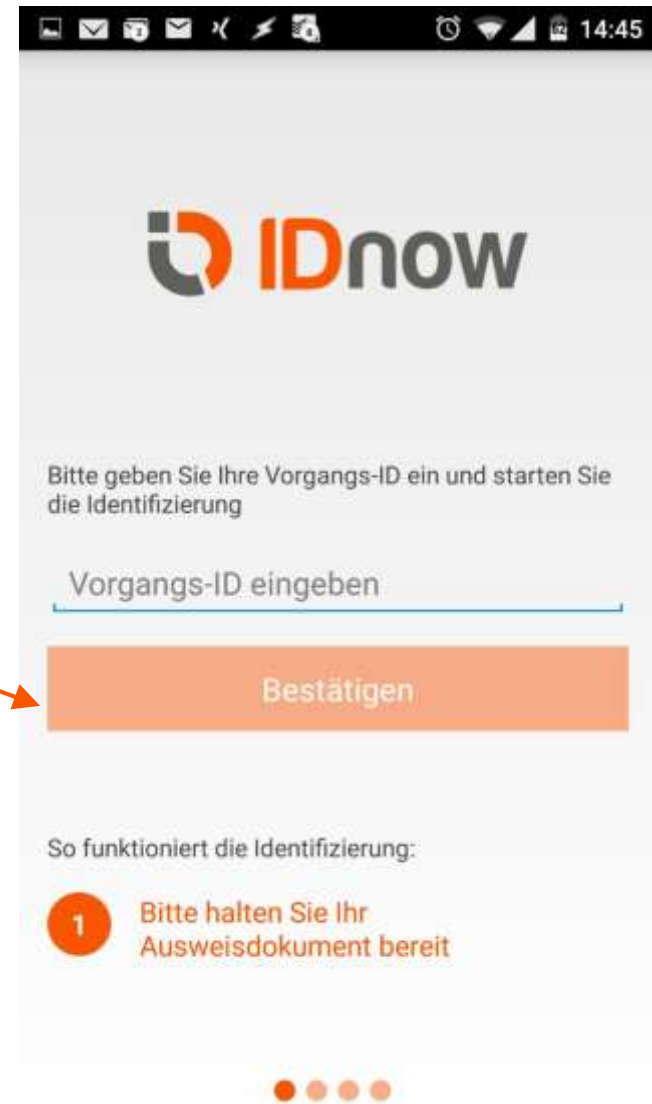 14:45
IDnow
Bitte geben Sie Ihre Vorgangs-ID ein und starten Sie
die Identifizierung
Vorgangs-ID eingeben
Bestätigen
So funktioniert die Identifizierung:
1 Bitte halten Sie Ihr
Ausweisdokument bereit